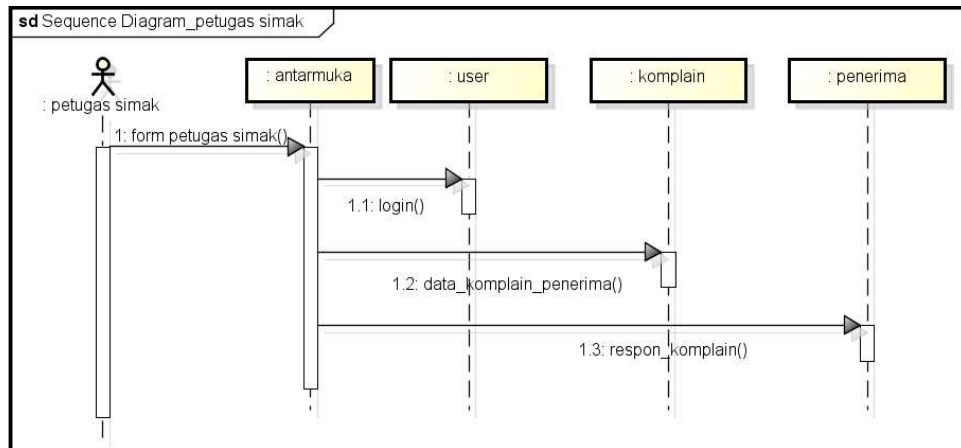 sd Sequence Diagram_petugas simak
: petugas simak
: antarmuka
: user
: komplain
: penerima
1: form petugas simak()
1.1: login()
1.2: data_komplain_penerima()
1.3: respon_komplain()